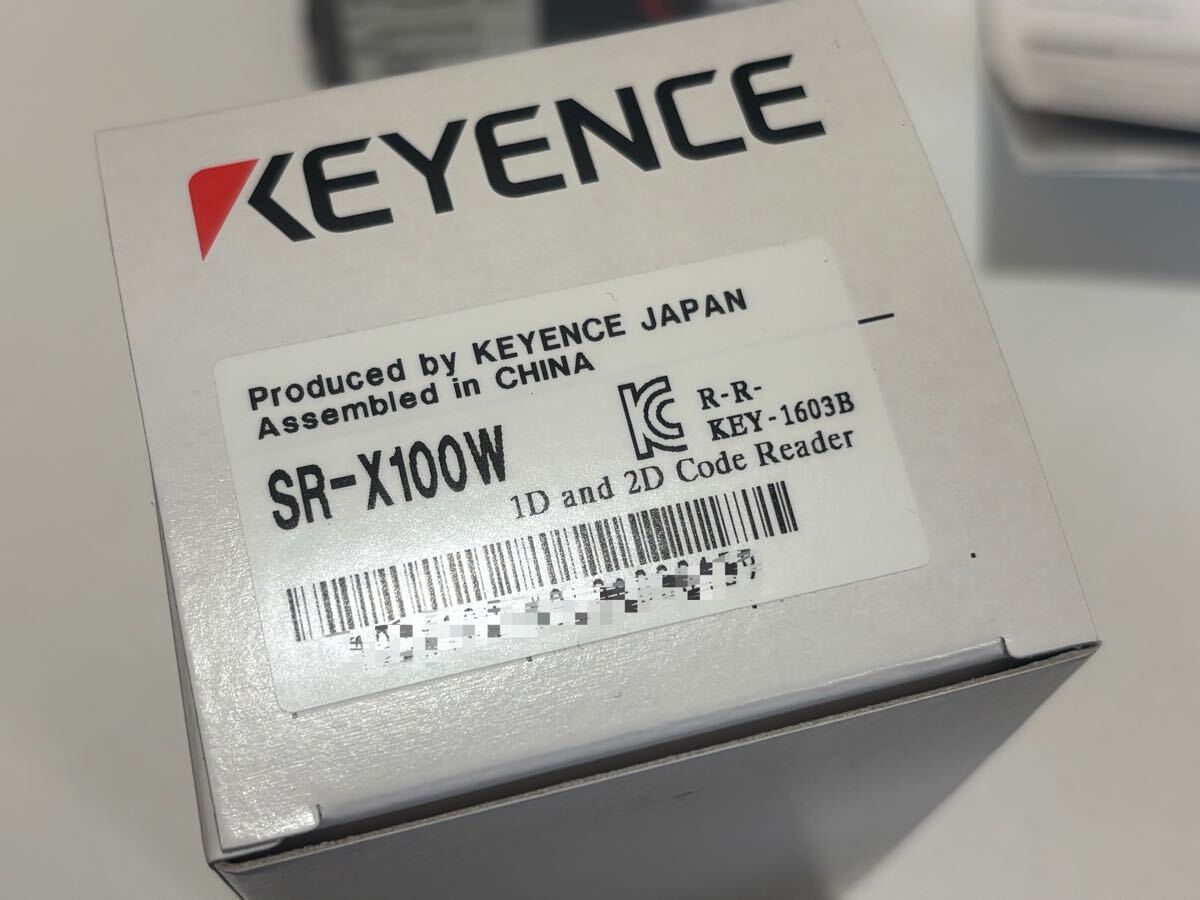 KEYENCE
Produced by KEYENCE JAPAN
Assembled in CHINA
R-R-
KEY-1603B
SR-X100W
1D and 2D Code Reader